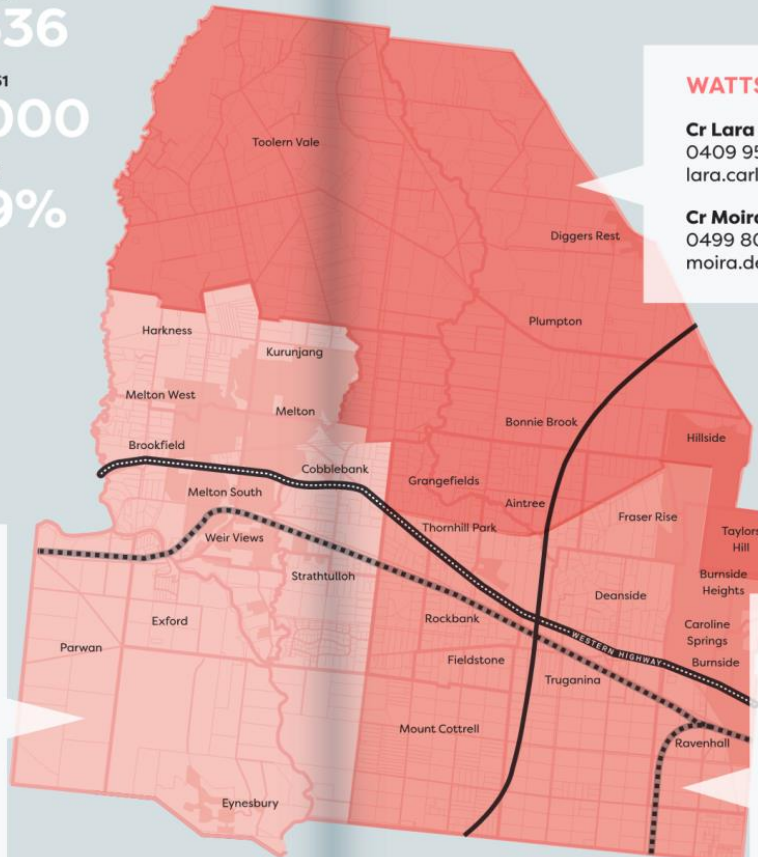 836
51
000
9%
WATTS
Cr Lara
0409 95
lara.carl
Cr Moira
0499 80
moira.de
Toolern Vale
Diggers Rest
Plumpton
Harkness
Kurunjang
Melton West
Melton
Bonnie Brook
Hillside
Brookfield
Cobblebank
Grangefields
Melton South
Aintree
Thornhill Park
Fraser Rise
Taylors
Hill
Weir Views
Burnside
Heights
Strathtulloh
Deanside
Exford
Rockbank
Caroline
Springs
Parwan
WESTERN HIGHWAY
Fieldstone
Burnside
Truganina
Mount Cottrell
Ravenhall
Eynesbury